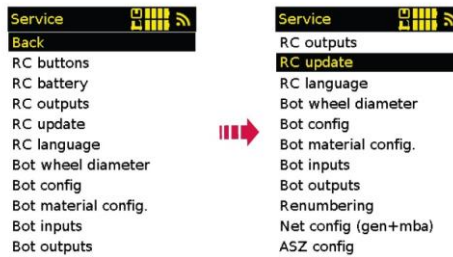 Service
Back
RC buttons
RC battery
RC outputs
RC update
RC language
Bot wheel diameter
Bot config
Bot material config.
Bot inputs
Bot outputs
Service
RC outputs
RC update
RC language
Bot wheel diameter
Bot config
Bot material config.
Bot inputs
Bot outputs
Renumbering
Net config (gen+mba)
ASZ config